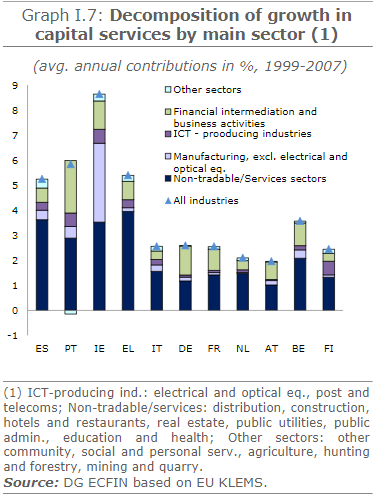 Graph I.7: Decomposition of growth in
capital services by main sector (1)
(avg. annual contributions in %, 1999-2007)
9
8
7
6
5
4
3
2
1
0
-1
Other sectors
Financial intermediation and
business activities
ICT - prooducing industries
Manufacturing, excl. electrical and
optical eq.
Non-tradable/Services sectors
All industries
ES PT IE EL IT DE FR NL AT BE FI
(1) ICT-producing ind.: electrical and optical eq., post and
telecoms; Non-tradable/services: distribution, construction,
hotels and restaurants, real estate, public utilities, public
admin., education and health; Other sectors: other
community, social and personal serv., agriculture, hunting
and forestry, mining and quarry.
Source: DG ECFIN based on EU KLEMS.